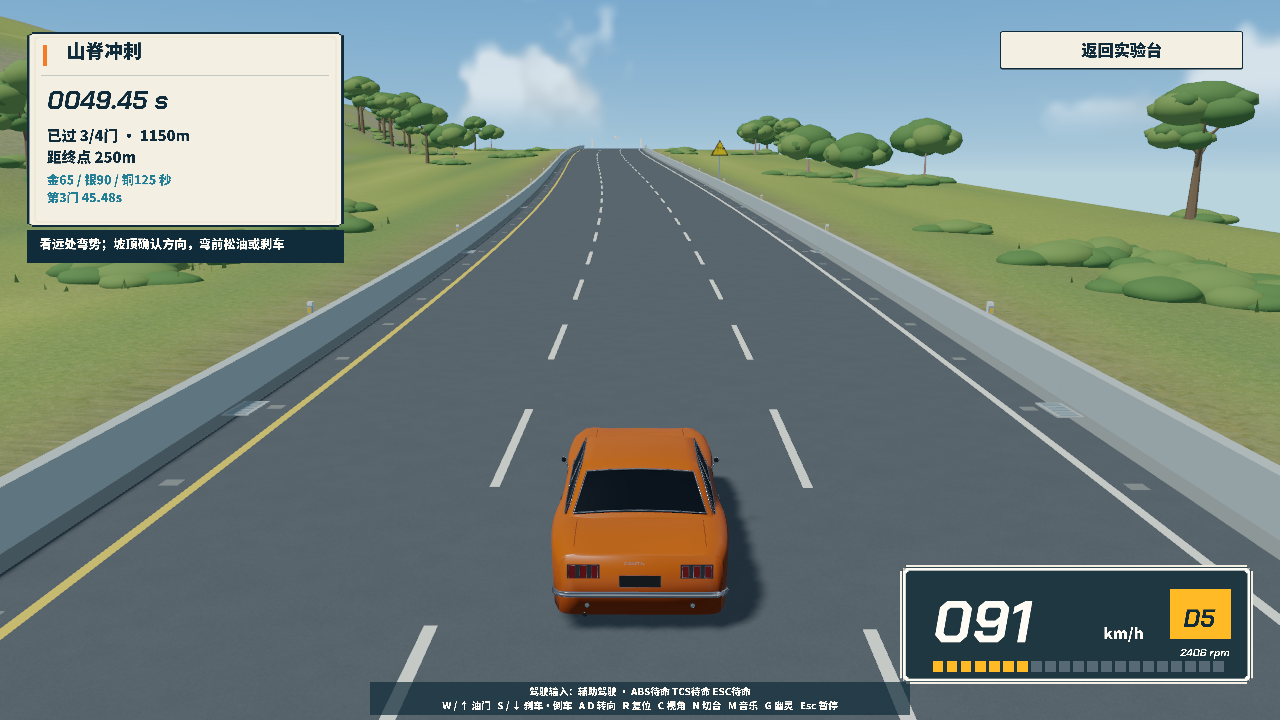 山脊冲刺
0049.45 s
已过 3/4门 · 1150m
距终点 250m
金65 / 银90 / 铜125 秒
第3门 45.48s
看远处弯势；坡顶确认方向，弯前松油或刹车
返回实验台
091 km/h D5
2406 rpm
驾驶输入：辅助驾驶 · ABS待命 TCS待命 ESC待命
W / ↑ 油门 S / ↓ 刹车·倒车 A D 转向 R 复位 C 视角 N 切台 M 音乐 G 幽灵 Esc 暂停